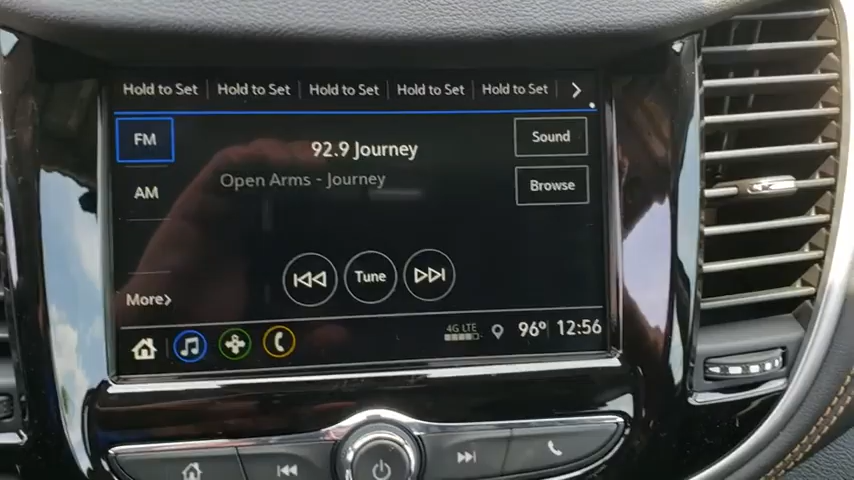 Hold to Set Hold to Set Hold to Set Hold to Set Hold to Set
FM 92.9 Journey Sound
Open Arms - Journey Browse
AM
Tune
More
4G LTE 96° 12:56